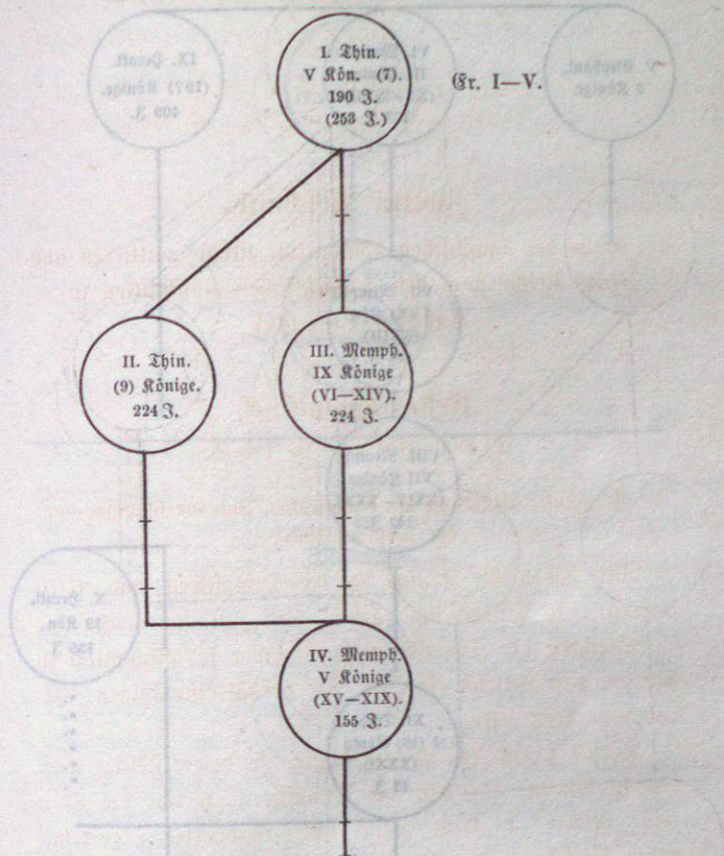 I. Thin.
V Kön. (7).
190 J.
(253 J.)
Er. I—V.
II. Thin.
(9) Könige.
224 J.
III. Memph.
IX Könige
(VI—XIV).
224 J.
IV. Memph.
V Könige
(XV—XIX).
155 J.